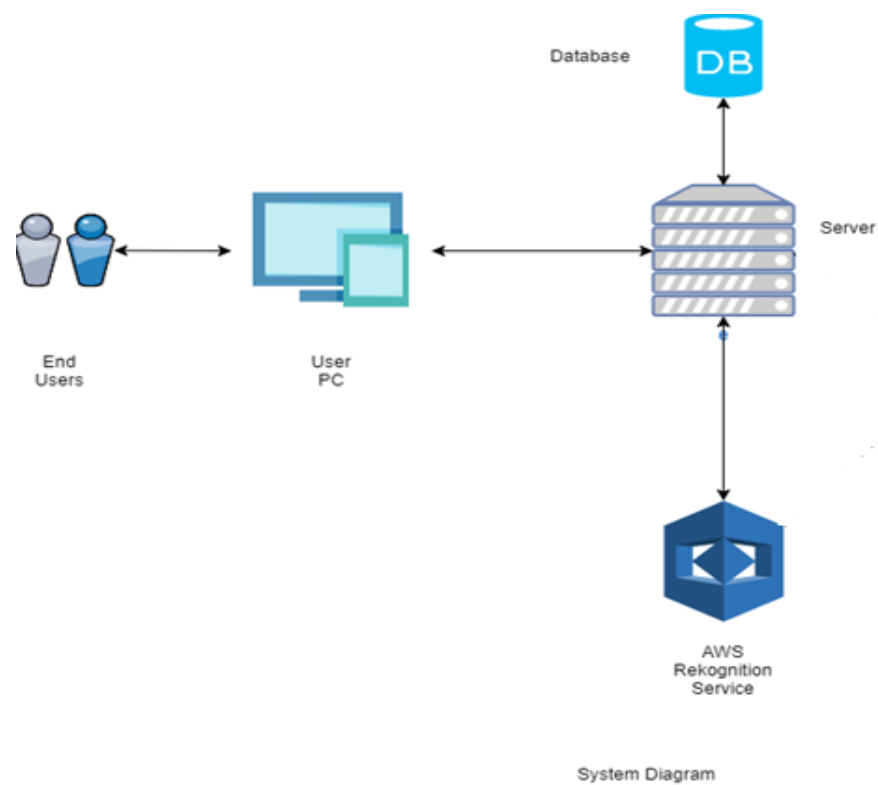 Database
DB
Server
End
Users
User
PC
e
AWS
Rekognition
Service
System Diagram